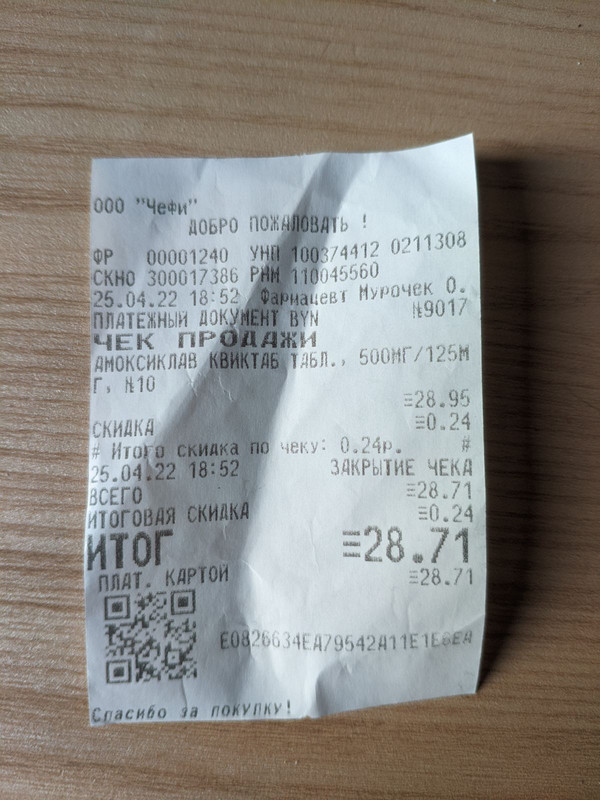 ООО "Чефи"
ДОБРО ПОЖАЛОВАТЬ !
ФР 00001240 УНП 100374412 0211308
СКНО 300017386 РНМ 110045560
25.04.22 18:52 Фармацевт Мурочек О.
ПЛАТЕЖНЫЙ ДОКУМЕНТ BYN №9017
ЧЕК ПРОДАЖИ
АМОКСИКЛАВ КВИКТАБ ТАБЛ., 500МГ/125М
Г, №10
≡28.95
СКИДКА ≡0.24
# Итого скидка по чеку: 0.24р. #
25.04.22 18:52 ЗАКРЫТИЕ ЧЕКА
ВСЕГО ≡28.71
ИТОГОВАЯ СКИДКА ≡0.24
ИТОГ ≡28.71
ПЛАТ. КАРТОЙ ≡28.71
Спасибо за покупку!